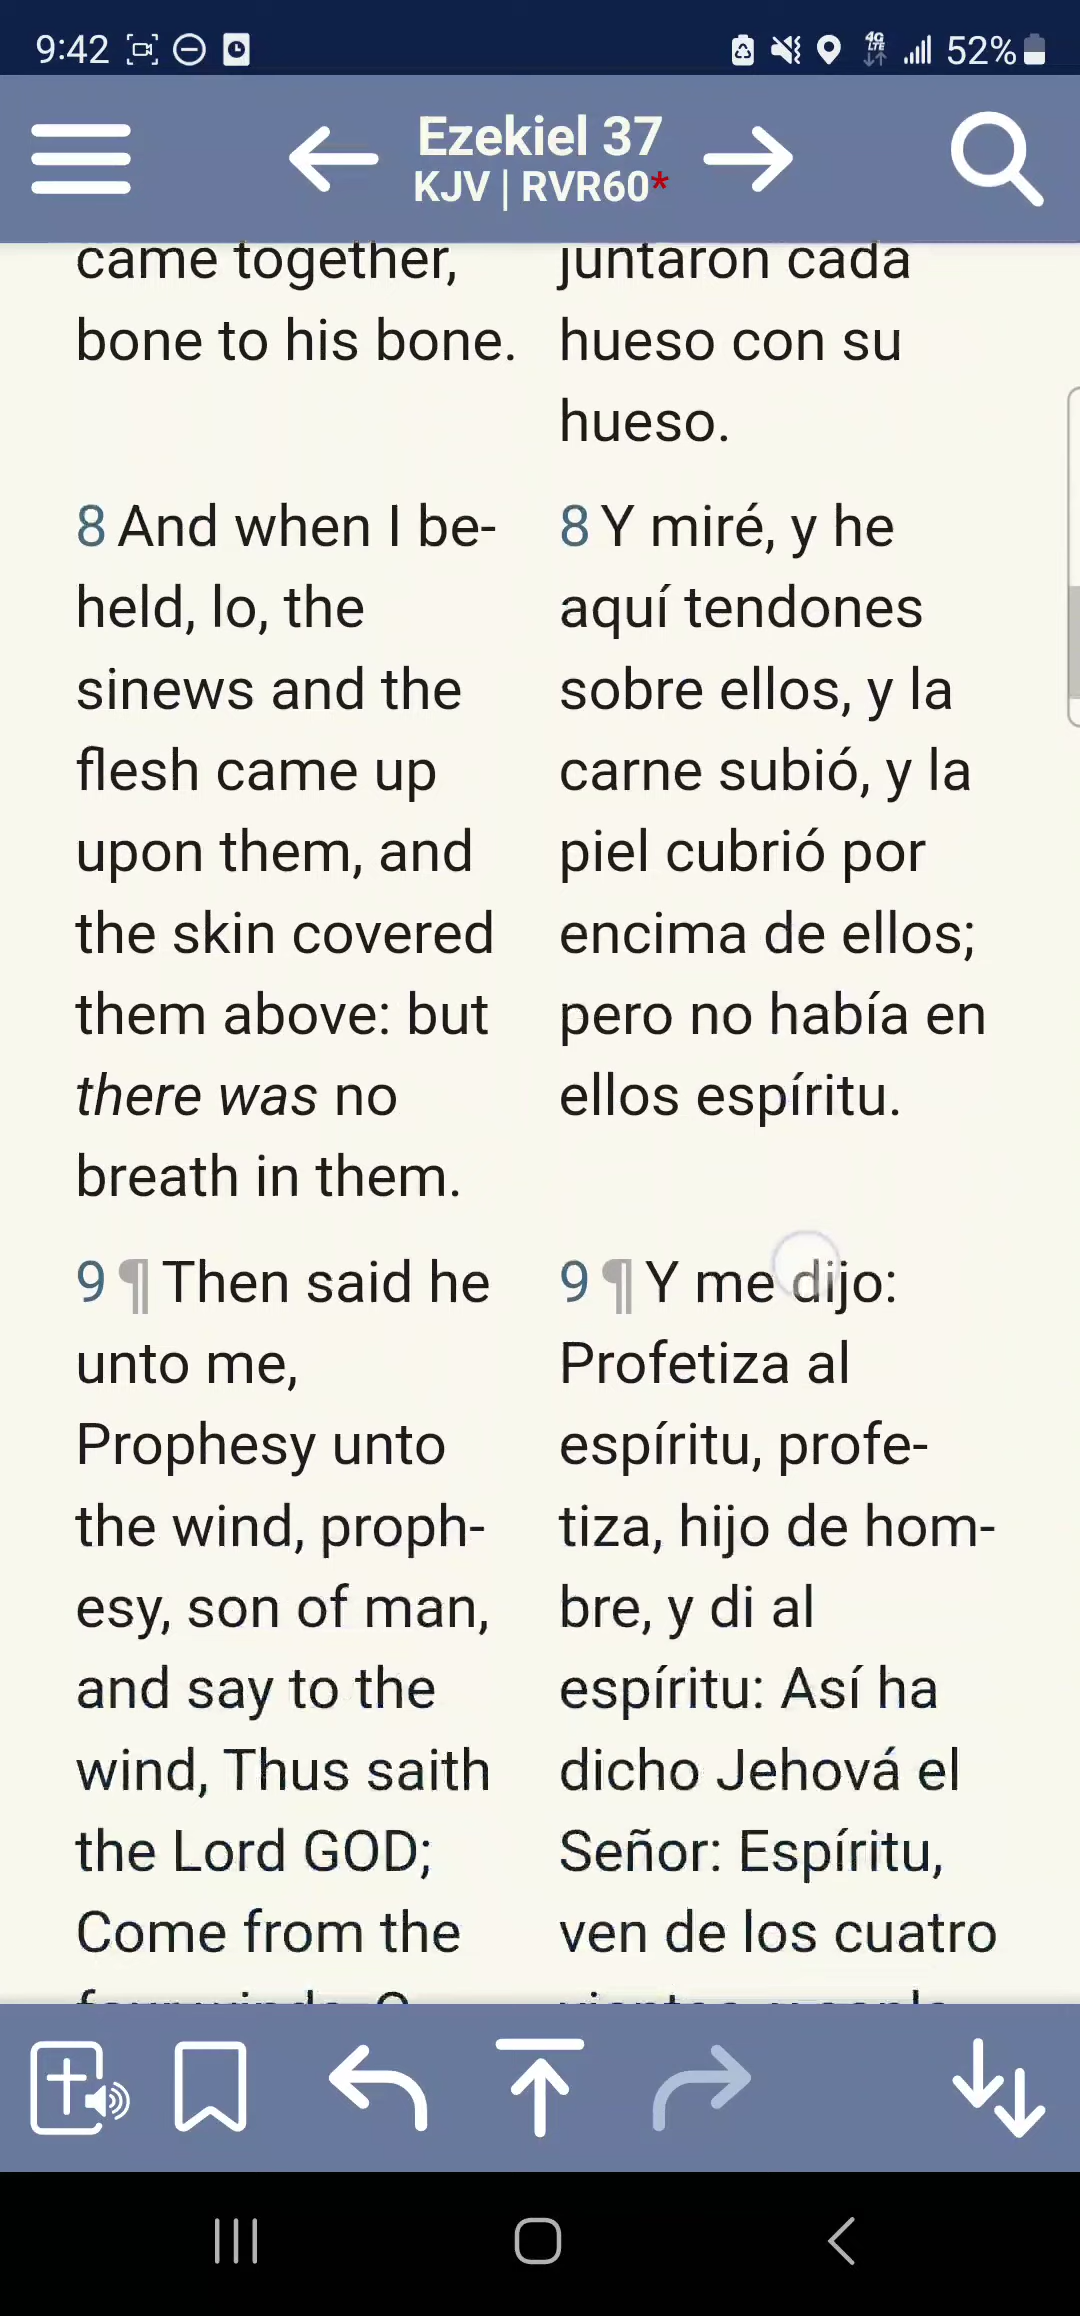 9:42
4G LTE
52%
Ezekiel 37
KJV | RVR60*
came together,
bone to his bone.
8 And when I be-
held, lo, the
sinews and the
flesh came up
upon them, and
the skin covered
them above: but
there was no
breath in them.
9 ¶ Then said he
unto me,
Prophesy unto
the wind, proph-
esy, son of man,
and say to the
wind, Thus saith
the Lord GOD;
Come from the
four winds, O
juntaron cada
hueso con su
hueso.
8 Y miré, y he
aquí tendones
sobre ellos, y la
carne subió, y la
piel cubrió por
encima de ellos;
pero no había en
ellos espíritu.
9 ¶ Y me dijo:
Profetiza al
espíritu, profe-
tiza, hijo de hom-
bre, y di al
espíritu: Así ha
dicho Jehová el
Señor: Espíritu,
ven de los cuatro
vientos, y sopla